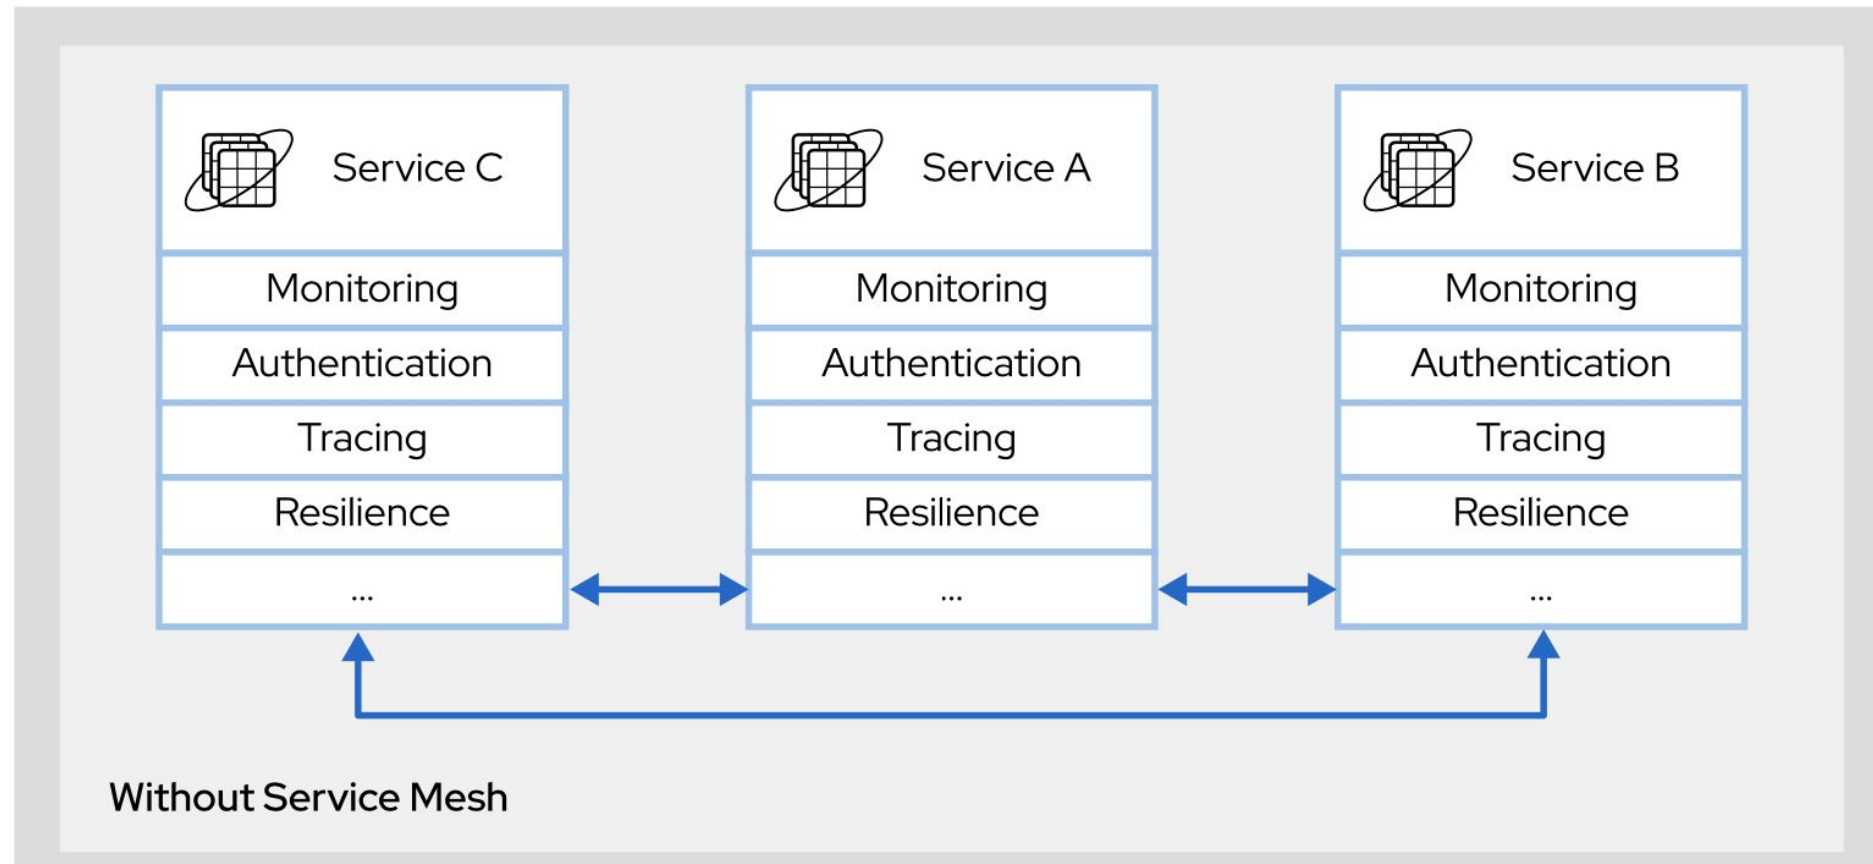 Service C
Monitoring
Authentication
Tracing
Resilience
...
Service A
Monitoring
Authentication
Tracing
Resilience
...
Service B
Monitoring
Authentication
Tracing
Resilience
...
Without Service Mesh